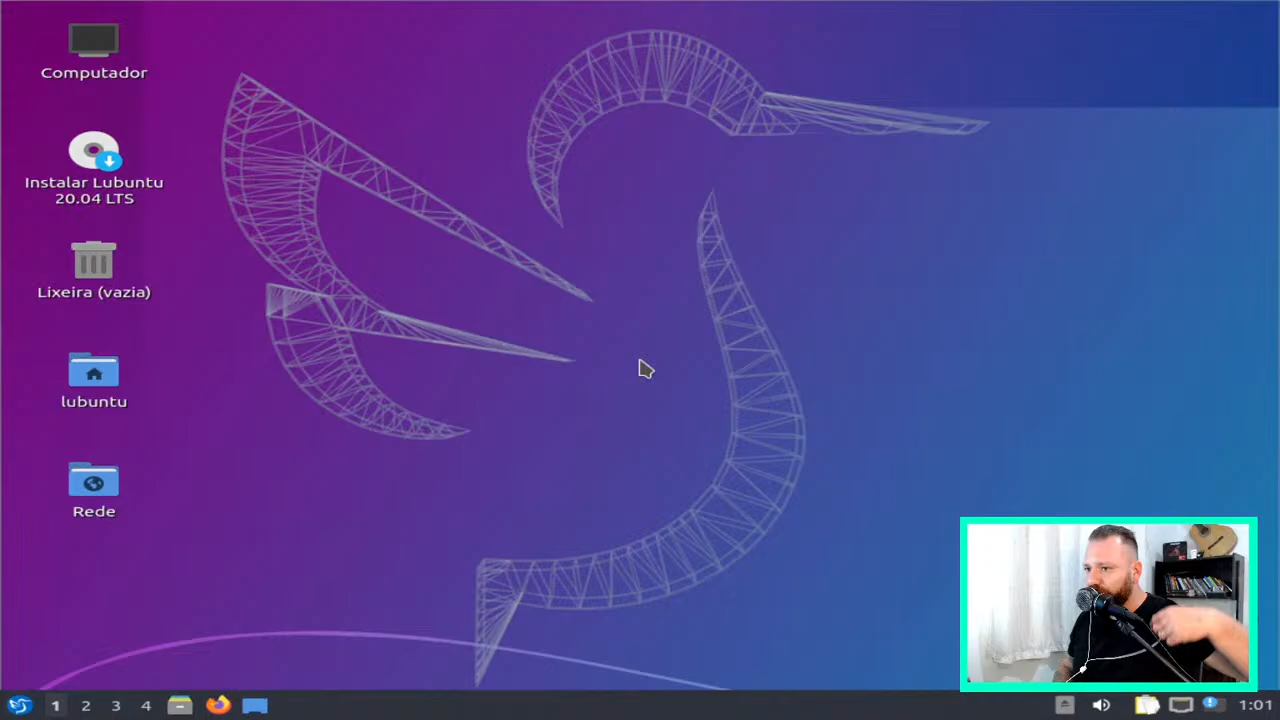 Computador
Instalar Lubuntu
20.04 LTS
Lixeira (vazia)
lubuntu
Rede
1 2 3 4
1:01